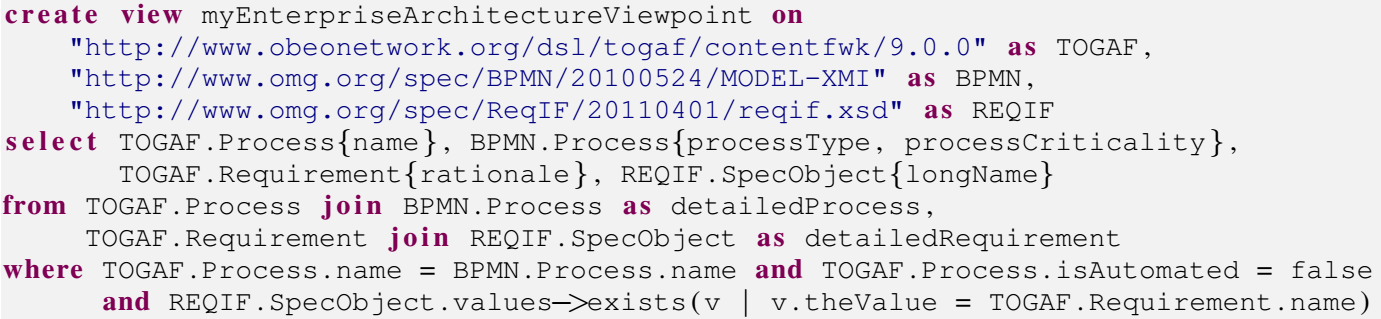 create view myEnterpriseArchitectureViewpoint on
"http://www.obeonetwork.org/dsl/togaf/contentfwk/9.0.0" as TOGAF,
"http://www.omg.org/spec/BPMN/20100524/MODEL-XMI" as BPMN,
"http://www.omg.org/spec/ReqIF/20110401/reqif.xsd" as REQIF
select TOGAF.Process{name}, BPMN.Process{processType, processCriticality},
TOGAF.Requirement{rationale}, REQIF.SpecObject{longName}
from TOGAF.Process join BPMN.Process as detailedProcess,
TOGAF.Requirement join REQIF.SpecObject as detailedRequirement
where TOGAF.Process.name = BPMN.Process.name and TOGAF.Process.isAutomated = false
and REQIF.SpecObject.values->exists(v | v.theValue = TOGAF.Requirement.name)